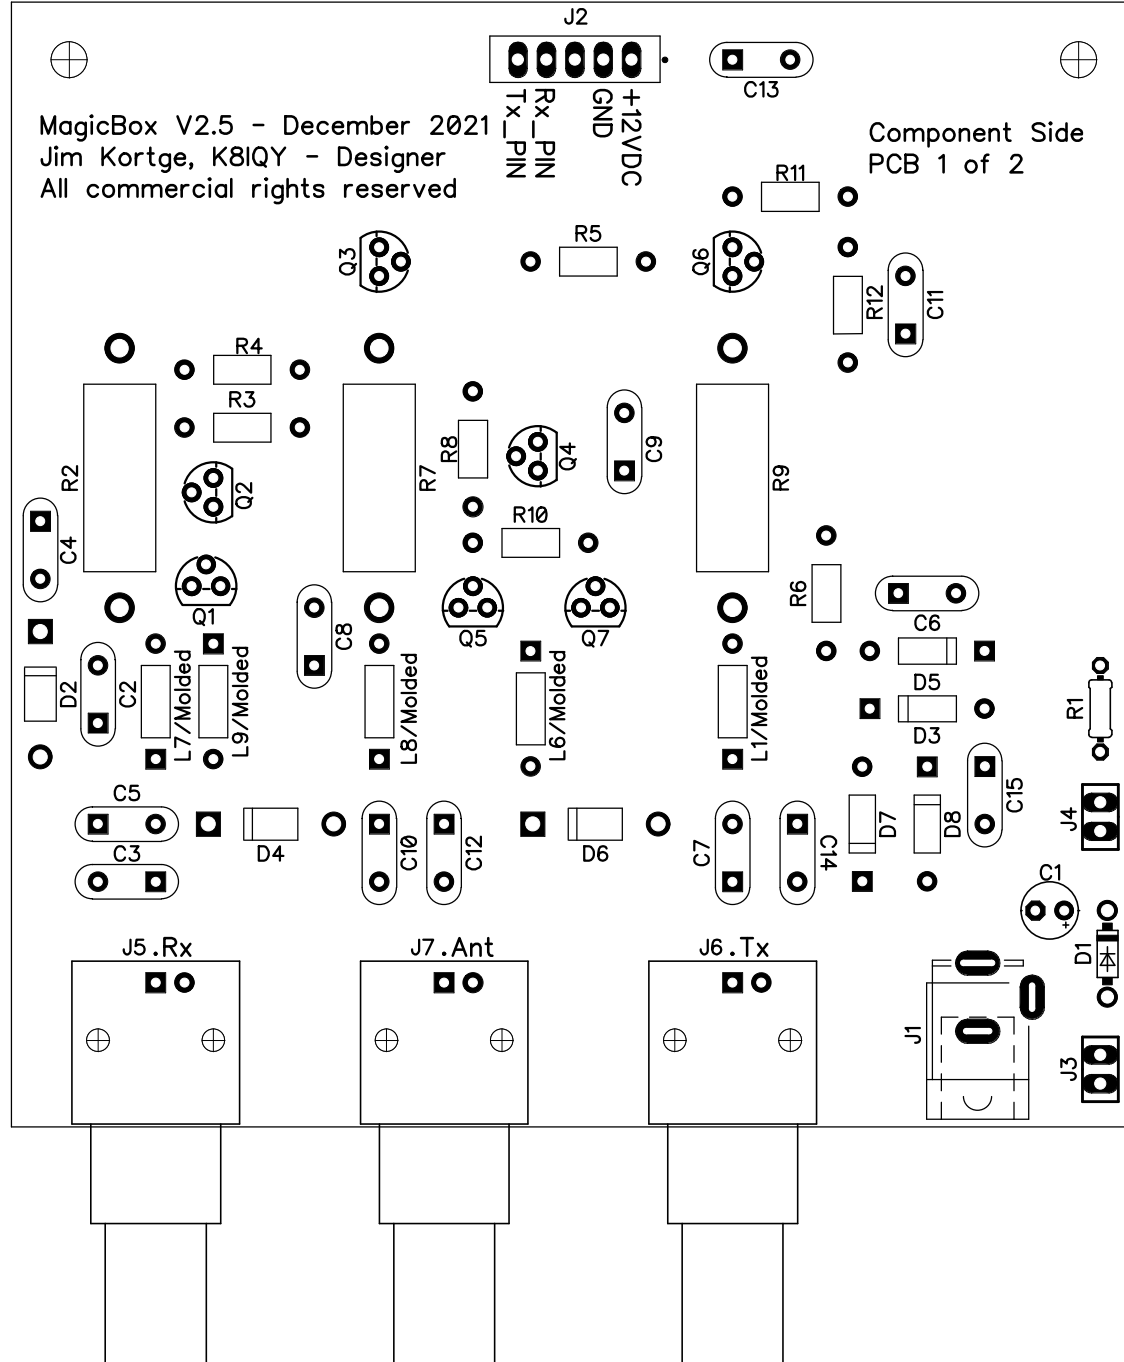 J2
C13
Tx_PIN
Rx_PIN
GND
+12VDC
MagicBox V2.5 - December 2021
Jim Kortge, K8IQY - Designer
All commercial rights reserved
Component Side
PCB 1 of 2
R11
Q3
R5
Q6
R12
C11
R4
R3
R2
Q2
R7
R8
Q4
C9
R9
C4
R10
Q1
C8
Q5
Q7
R6
C6
D2
C2
L7/Molded
L9/Molded
L8/Molded
L6/Molded
L1/Molded
D5
D3
R1
C5
C3
D4
C10
C12
D6
C7
C14
D7
D8
C15
J4
C1
+
D1
J5.Rx
J7.Ant
J6.Tx
J1
J3